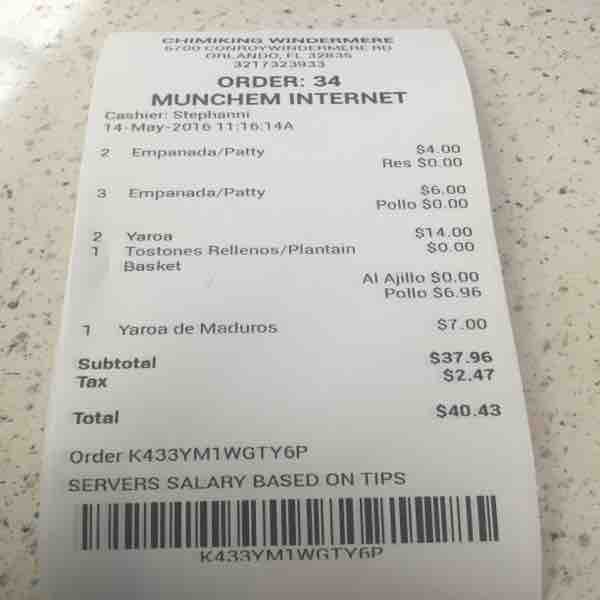 CHIMIKING WINDERMERE
6700 CONROYWINDERMERE RD
ORLANDO, FL 32835
3217323933
ORDER: 34
MUNCHEM INTERNET
Cashier: Stephanni
14-May-2016 11:16:14A
2 Empanada/Patty $4.00
Res $0.00
3 Empanada/Patty $6.00
Pollo $0.00
2 Yaroa $14.00
1 Tostones Rellenos/Plantain $0.00
Basket
Al Ajillo $0.00
Pollo $6.96
1 Yaroa de Maduros $7.00
Subtotal $37.96
Tax $2.47
Total $40.43
Order K433YM1WGTY6P
SERVERS SALARY BASED ON TIPS
K433YM1WGTY6P